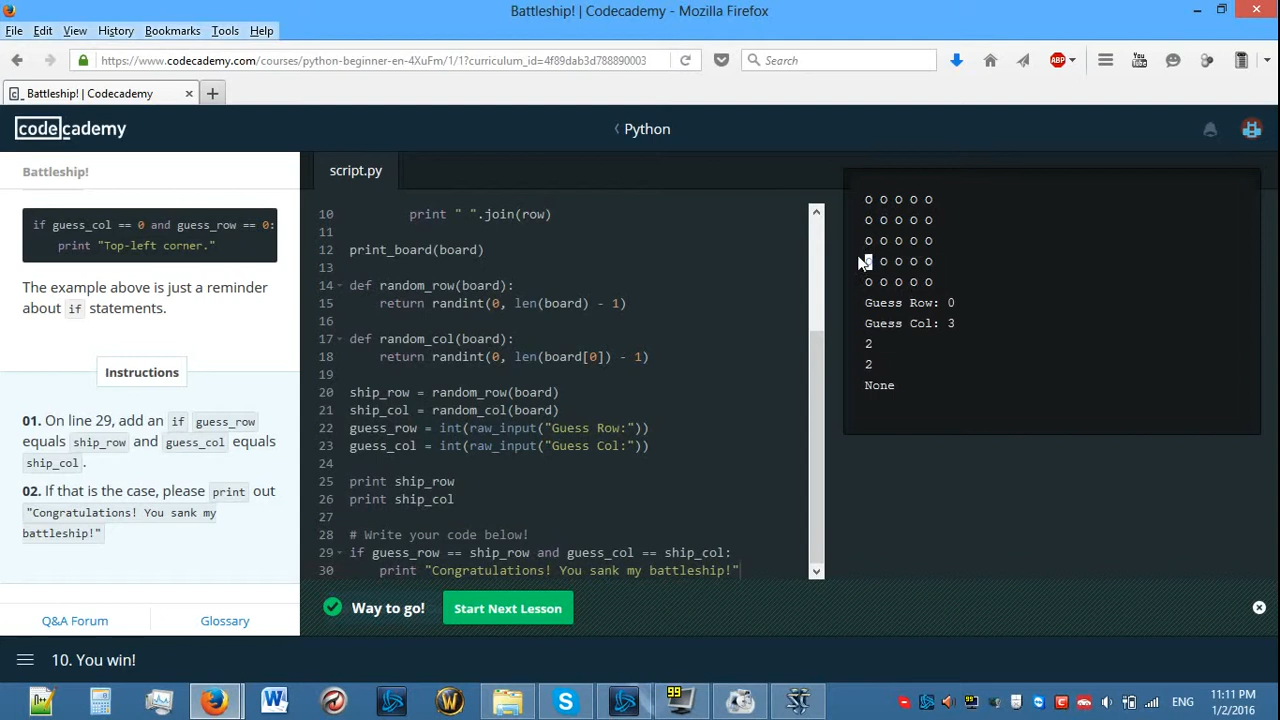 Battleship! | Codecademy - Mozilla Firefox
File Edit View History Bookmarks Tools Help
https://www.codecademy.com/courses/python-beginner-en-4XuFm/1/1?curriculum_id=4f89dab3d788890003
Search
ABP
You Tube
Battleship! | Codecademy
codecademy
Python
Battleship!
if guess_col == 0 and guess_row == 0:
print "Top-left corner."
The example above is just a reminder
about if statements.
Instructions
01. On line 29, add an if guess_row
equals ship_row and guess_col equals
ship_col.
02. If that is the case, please print out
"Congratulations! You sank my
battleship!"
Q&A Forum
Glossary
script.py
10 print " ".join(row)
11
12 print_board(board)
13
14 def random_row(board):
15 return randint(0, len(board) - 1)
16
17 def random_col(board):
18 return randint(0, len(board[0]) - 1)
19
20 ship_row = random_row(board)
21 ship_col = random_col(board)
22 guess_row = int(raw_input("Guess Row:"))
23 guess_col = int(raw_input("Guess Col:"))
24
25 print ship_row
26 print ship_col
27
28 # Write your code below!
29 if guess_row == ship_row and guess_col == ship_col:
30 print "Congratulations! You sank my battleship!"
O O O O O
O O O O O
O O O O O
O O O O O
O O O O O
Guess Row: 0
Guess Col: 3
2
2
None
Way to go!
Start Next Lesson
10. You win!
99
99
ENG
11:11 PM
1/2/2016